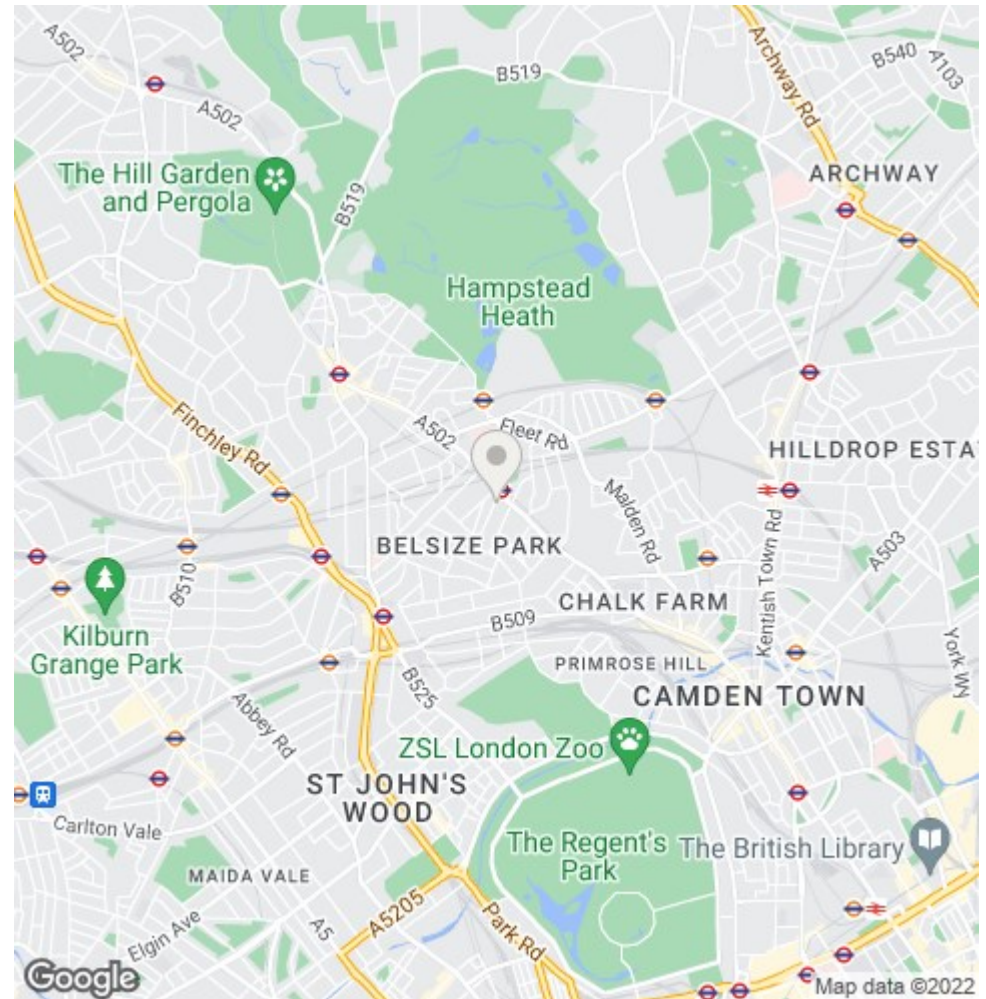 A502
B519
B540
A103
Archway Rd
A502
The Hill Garden
and Pergola
B519
ARCHWAY
Hampstead
Heath
Finchley Rd
A502
Fleet Rd
HILLDROP ESTA
Malden Rd
BELSIZE PARK
Kentish Town Rd
A503
B510
Kilburn
Grange Park
CHALK FARM
B509
York Wy
PRIMROSE HILL
B525
CAMDEN TOWN
Abbey Rd
ZSL London Zoo
ST JOHN'S
WOOD
Carlton Vale
The Regent's
Park
The British Library
MAIDA VALE
A5205
Park Rd
Elgin Ave
A5
Google
Map data ©2022